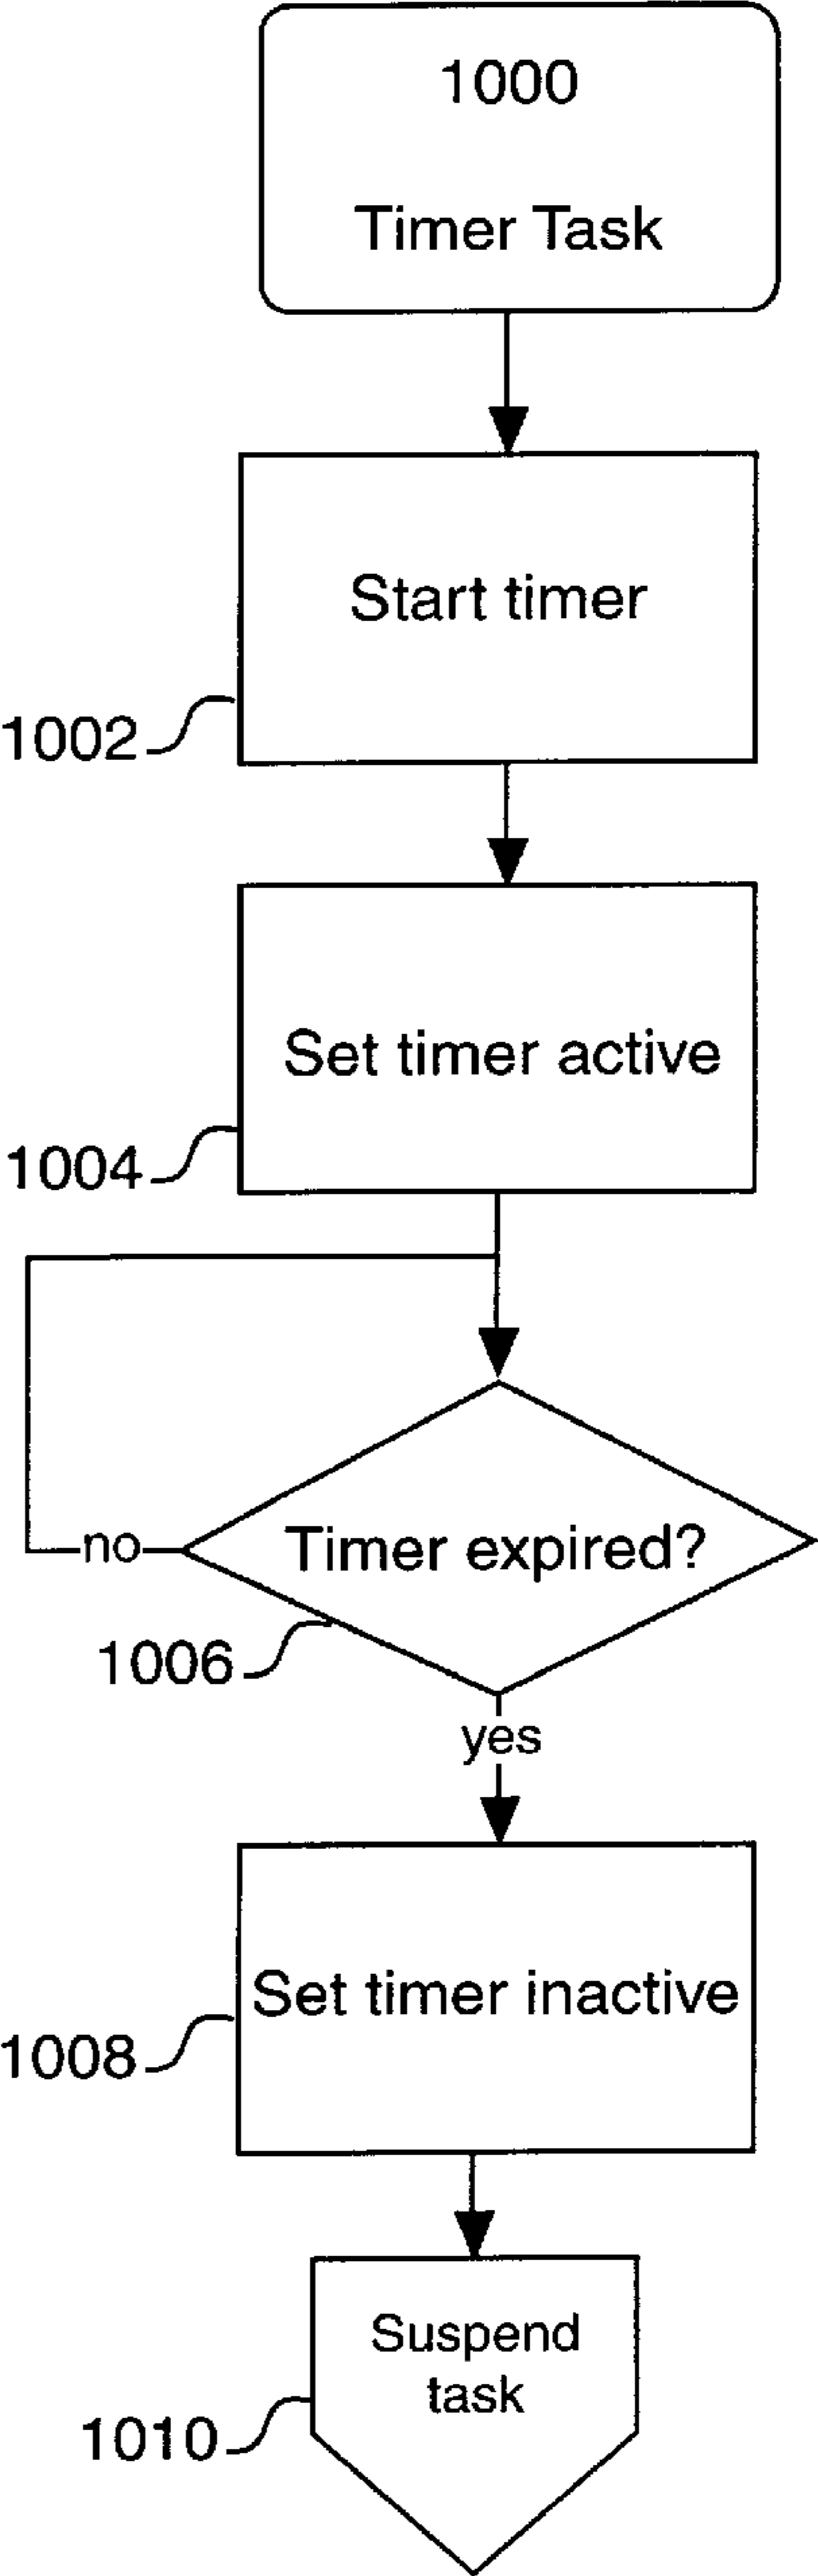 1000
Timer Task
Start timer
1002
Set timer active
1004
no
Timer expired?
1006
yes
Set timer inactive
1008
Suspend
task
1010